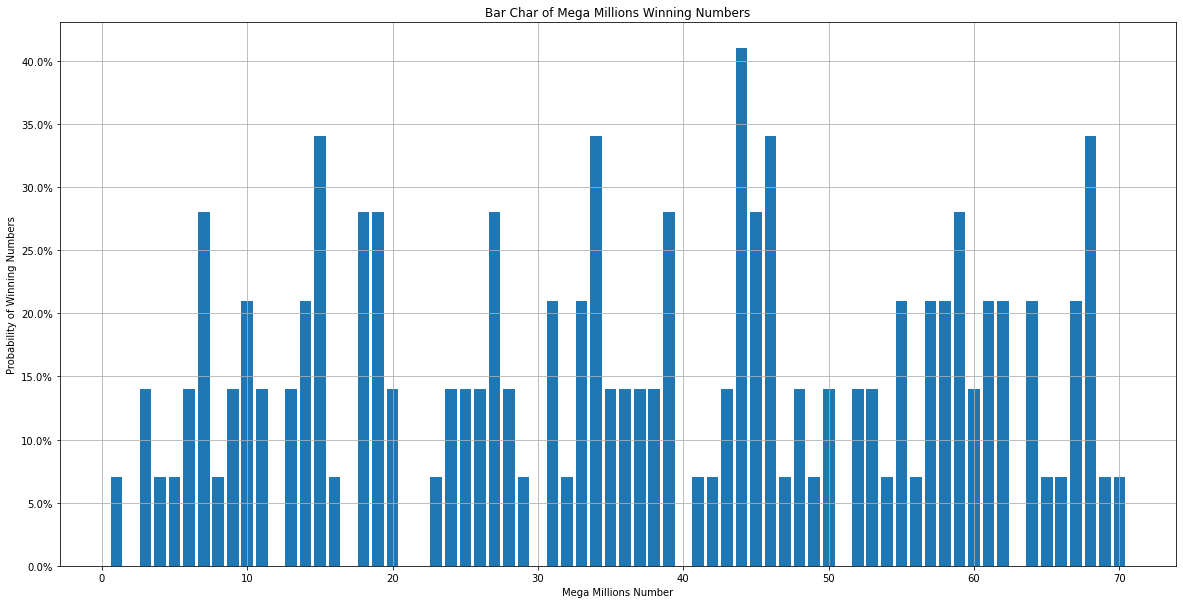 Bar Char of Mega Millions Winning Numbers
40.0%
35.0%
30.0%
25.0%
20.0%
15.0%
10.0%
5.0%
0.0%
Probability of Winning Numbers
0 10 20 30 40 50 60 70
Mega Millions Number